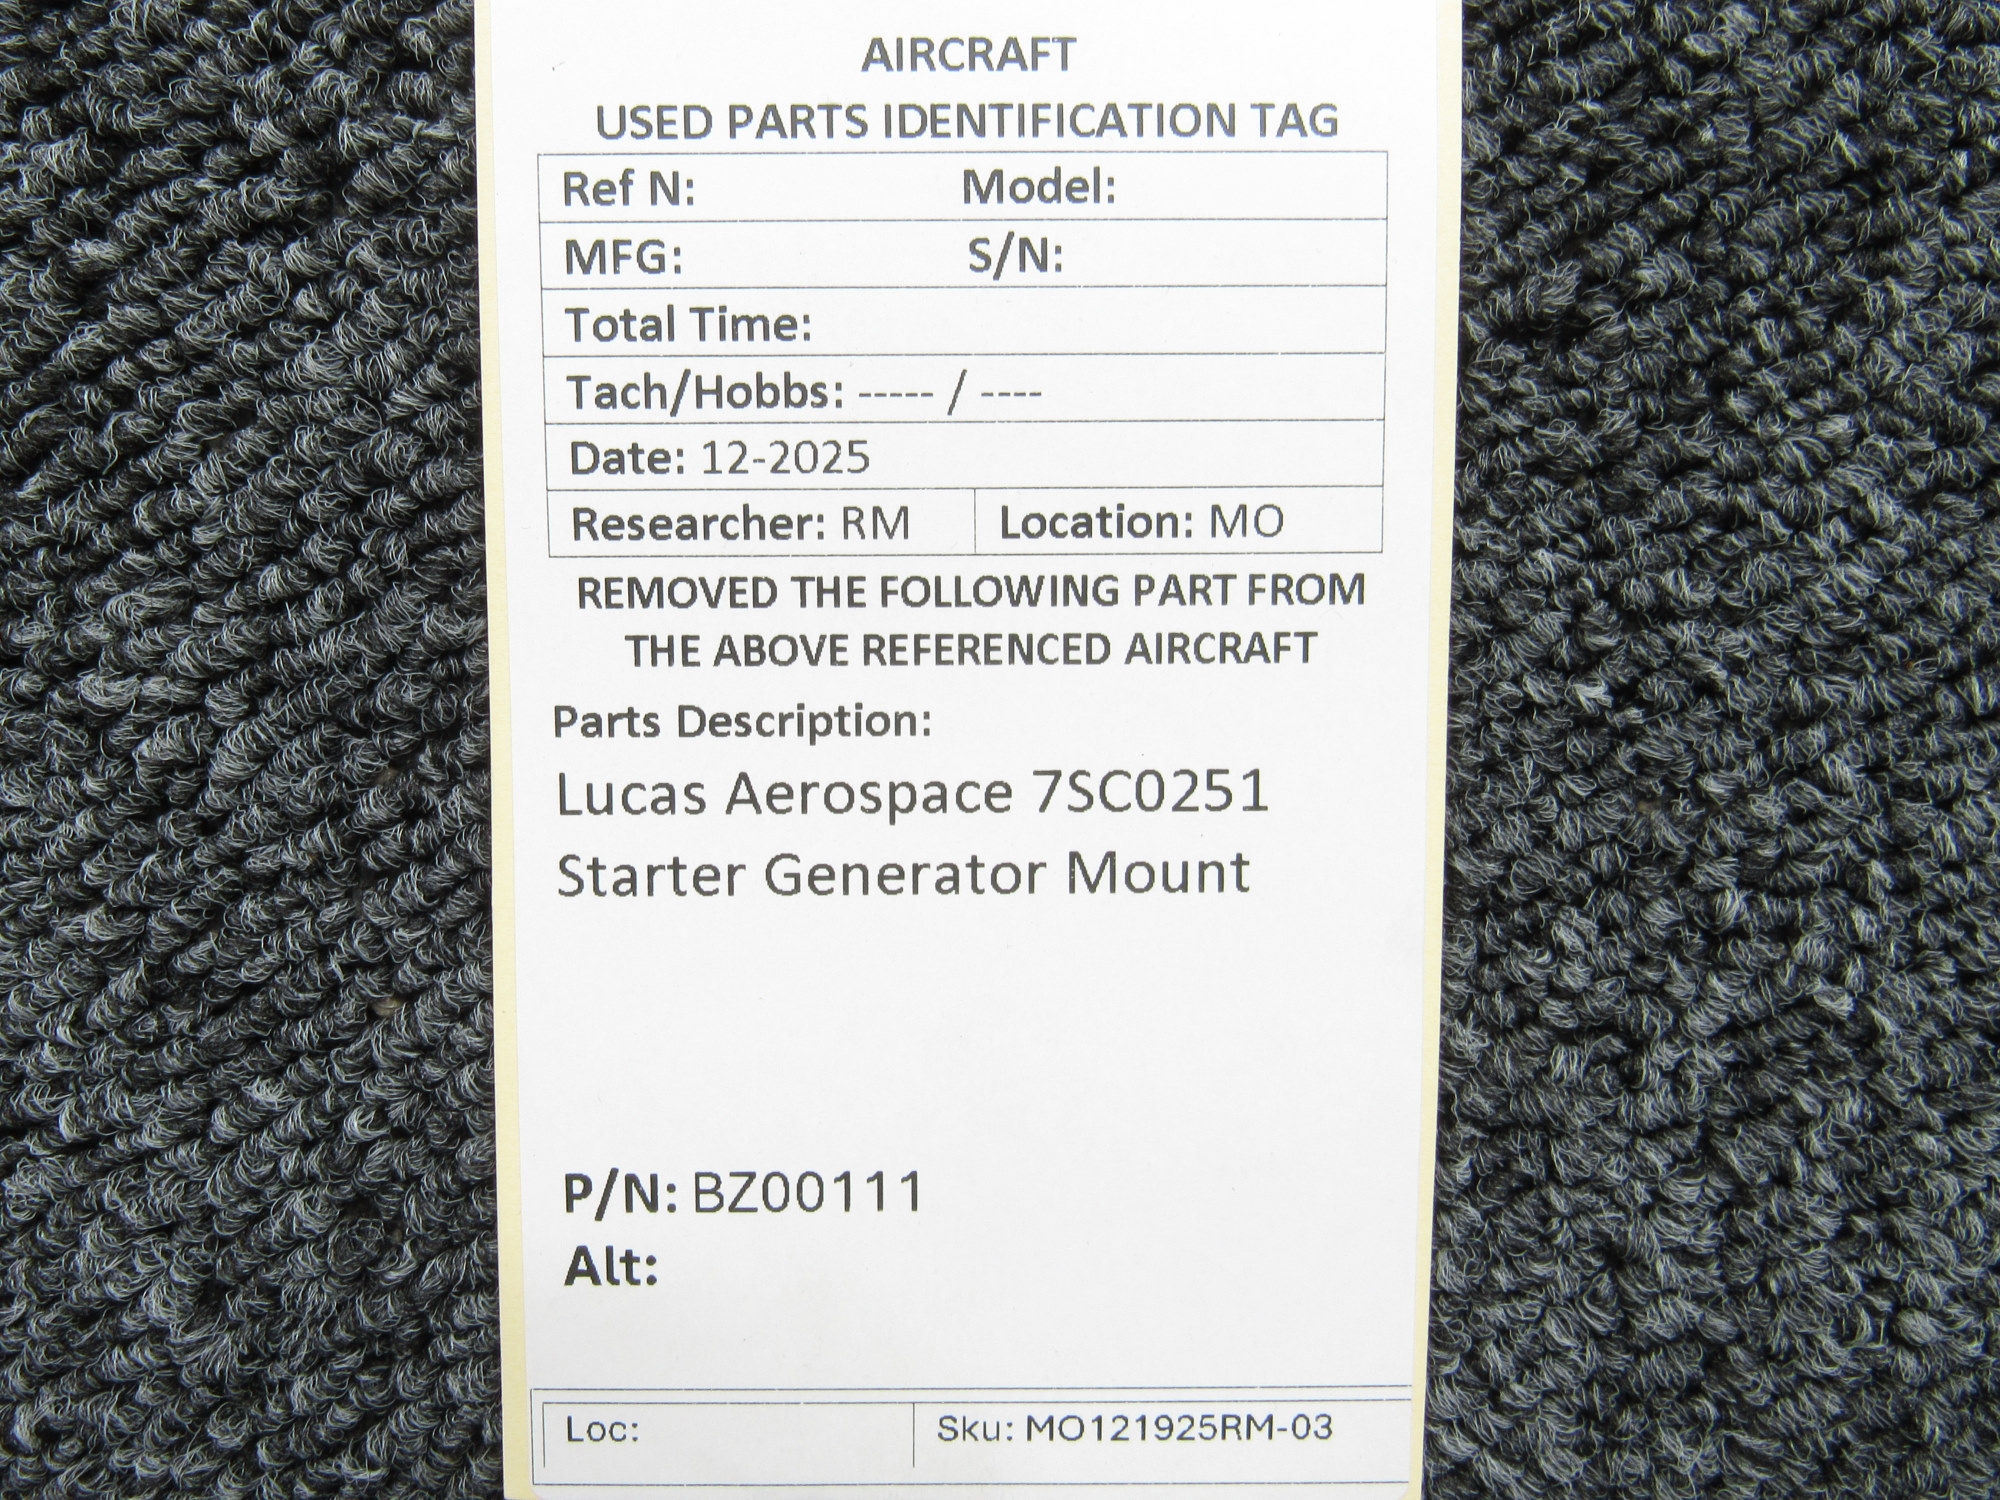 AIRCRAFT
USED PARTS IDENTIFICATION TAG
Ref N: Model:
MFG: S/N:
Total Time:
Tach/Hobbs: ----- / ----
Date: 12-2025
Researcher: RM Location: MO
REMOVED THE FOLLOWING PART FROM
THE ABOVE REFERENCED AIRCRAFT
Parts Description:
Lucas Aerospace 7SC0251
Starter Generator Mount
P/N: BZ00111
Alt:
Loc: Sku: MO121925RM-03